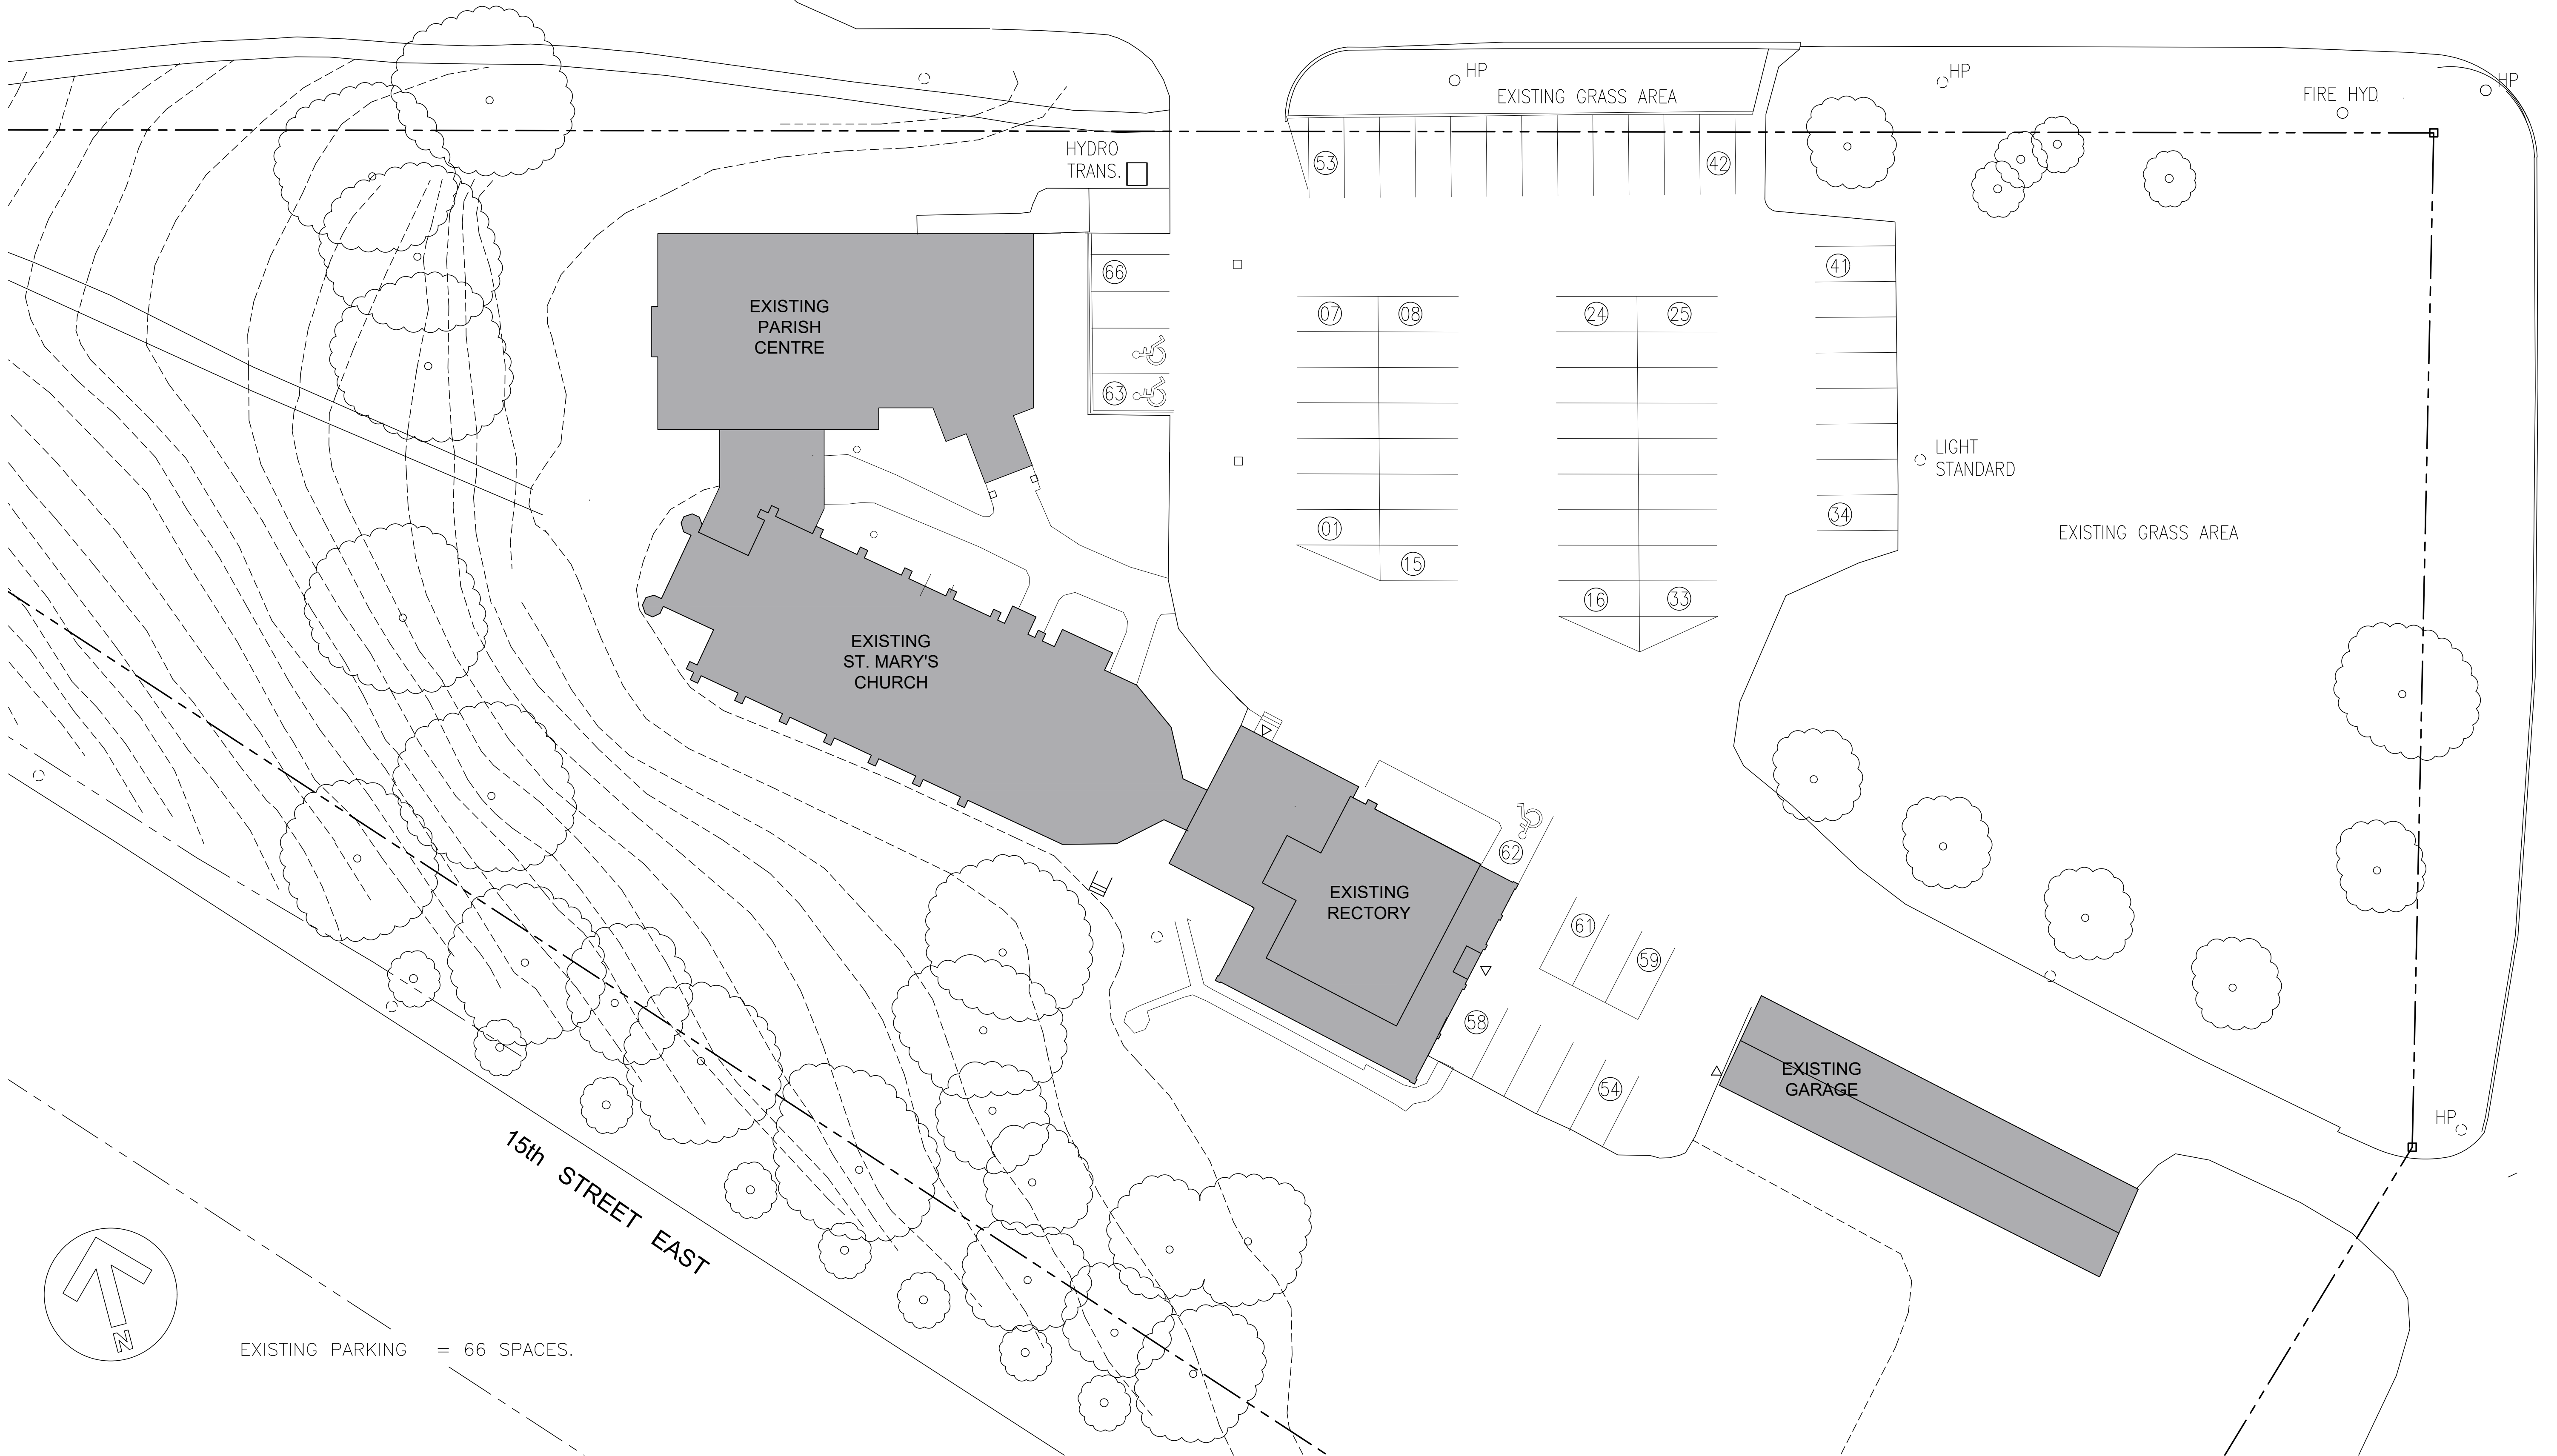 HP
HP
HP
EXISTING GRASS AREA
FIRE HYD.
HYDRO
TRANS.
53
42
66
41
EXISTING
PARISH
CENTRE
07
08
24
25
63
LIGHT
STANDARD
01
15
34
EXISTING GRASS AREA
16
33
EXISTING
ST. MARY'S
CHURCH
62
EXISTING
RECTORY
61
59
58
54
EXISTING
GARAGE
HP
15th STREET EAST
N
EXISTING PARKING = 66 SPACES.